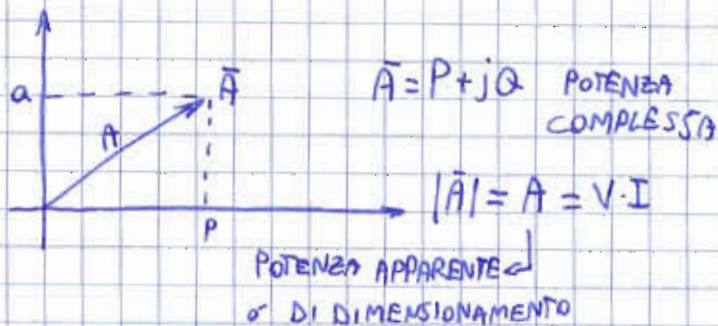 Q Ā
A
P
Ā = P + jQ POTENZA
COMPLESSA
|Ā| = A = V·I
POTENZA APPARENTE
o DI DIMENSIONAMENTO